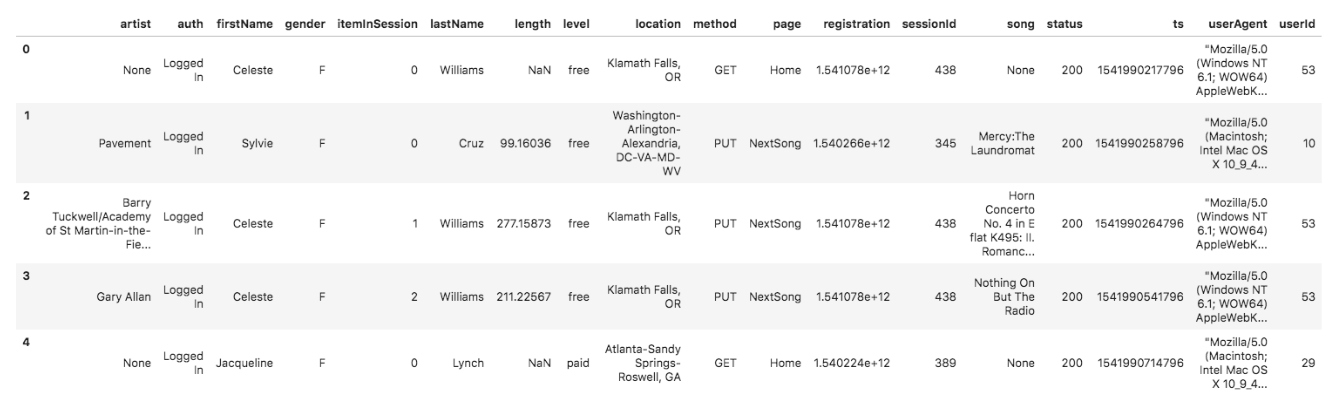 artist auth firstName gender itemInSession lastName length level location method page registration sessionId song status ts userAgent userId
0 None Logged In Celeste F 0 Williams NaN free Klamath Falls, OR GET Home 1.541078e+12 438 None 200 1541990217796 "Mozilla/5.0 (Windows NT 6.1; WOW64) AppleWebK... 53
1 Pavement Logged In Sylvie F 0 Cruz 99.16036 free Washington-Arlington-Alexandria, DC-VA-MD-WV PUT NextSong 1.540266e+12 345 Mercy:The Laundromat 200 1541990258796 "Mozilla/5.0 (Macintosh; Intel Mac OS X 10_9_4... 10
2 Barry Tuckwell/Academy of St Martin-in-the-Fie... Logged In Celeste F 1 Williams 277.15873 free Klamath Falls, OR PUT NextSong 1.541078e+12 438 Horn Concerto No. 4 in E flat K495: II. Romanc... 200 1541990264796 "Mozilla/5.0 (Windows NT 6.1; WOW64) AppleWebK... 53
3 Gary Allan Logged In Celeste F 2 Williams 211.22567 free Klamath Falls, OR PUT NextSong 1.541078e+12 438 Nothing On But The Radio 200 1541990541796 "Mozilla/5.0 (Windows NT 6.1; WOW64) AppleWebK... 53
4 None Logged In Jacqueline F 0 Lynch NaN paid Atlanta-Sandy Springs-Roswell, GA GET Home 1.540224e+12 389 None 200 1541990714796 "Mozilla/5.0 (Macintosh; Intel Mac OS X 10_9_4... 29